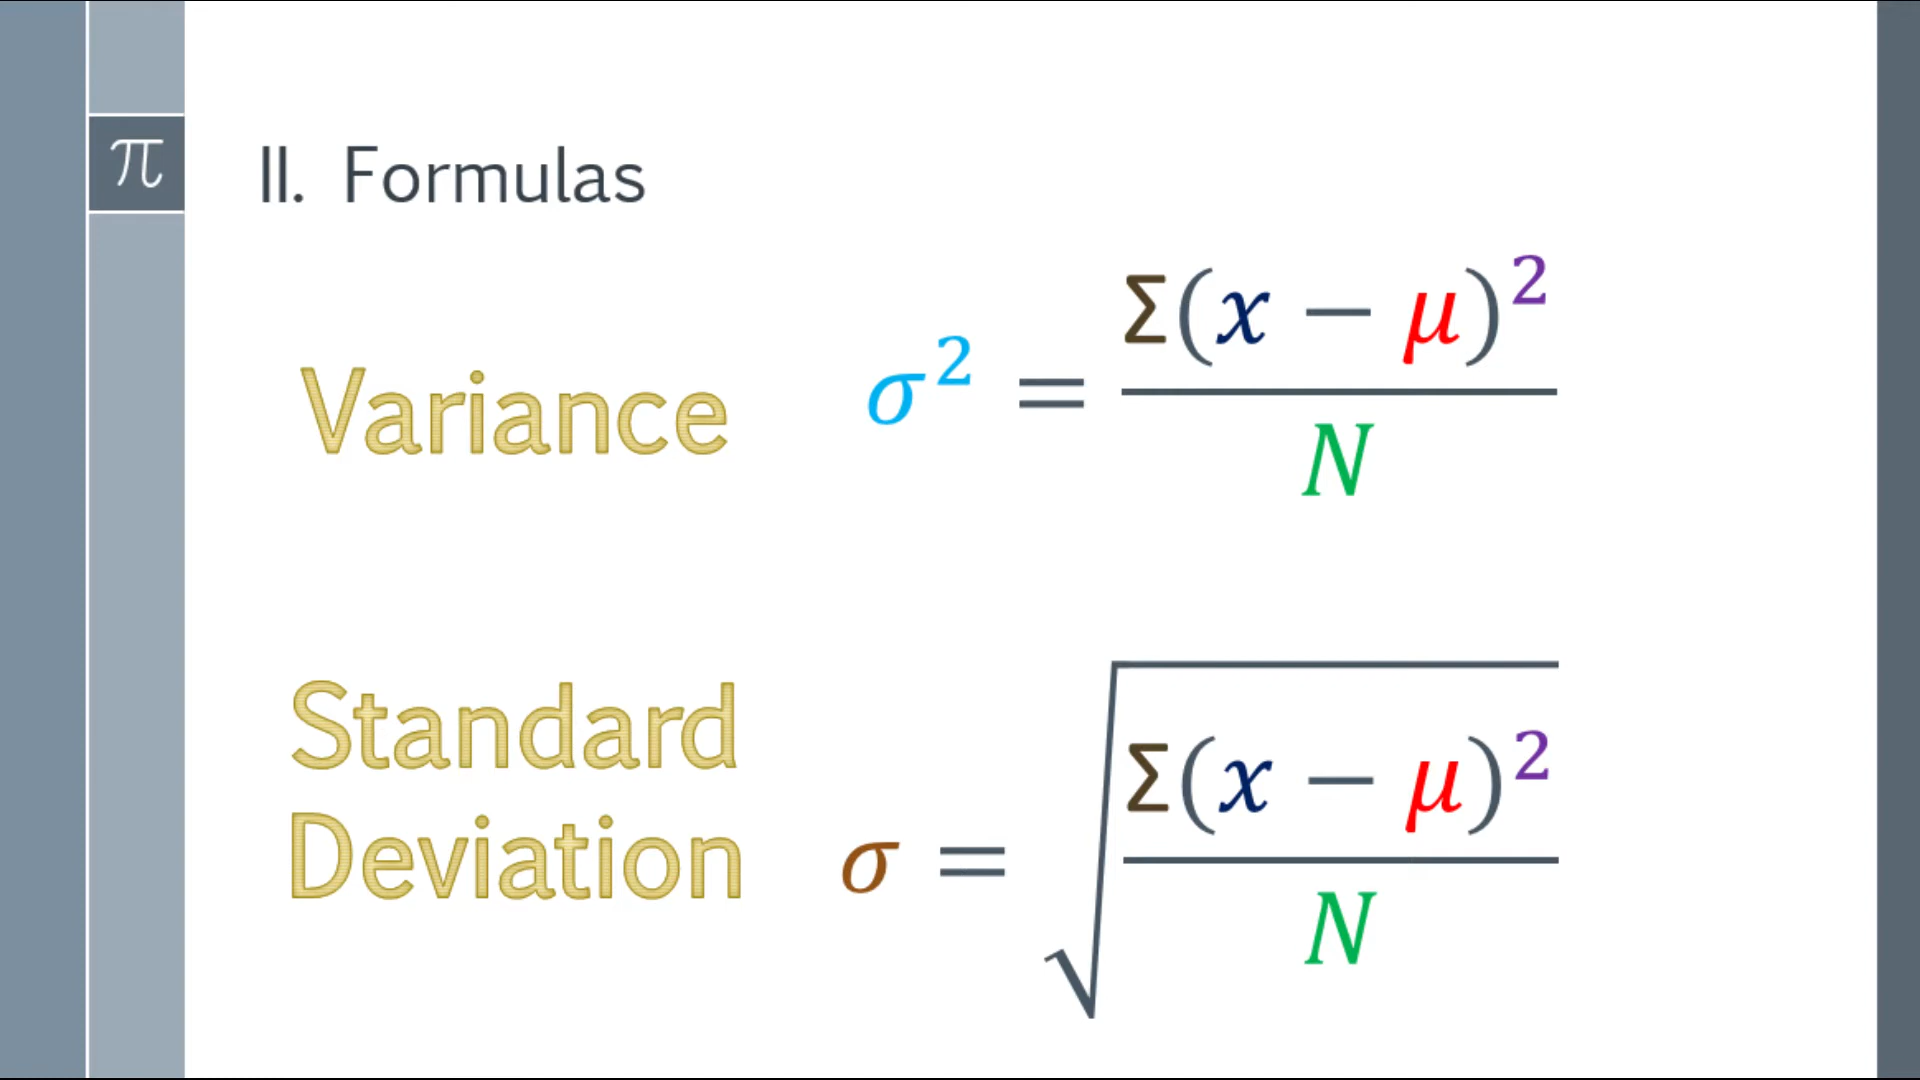 π
II. Formulas
Variance
σ² = Σ(x − μ)² / N
Standard
Deviation
σ = √(Σ(x − μ)² / N)